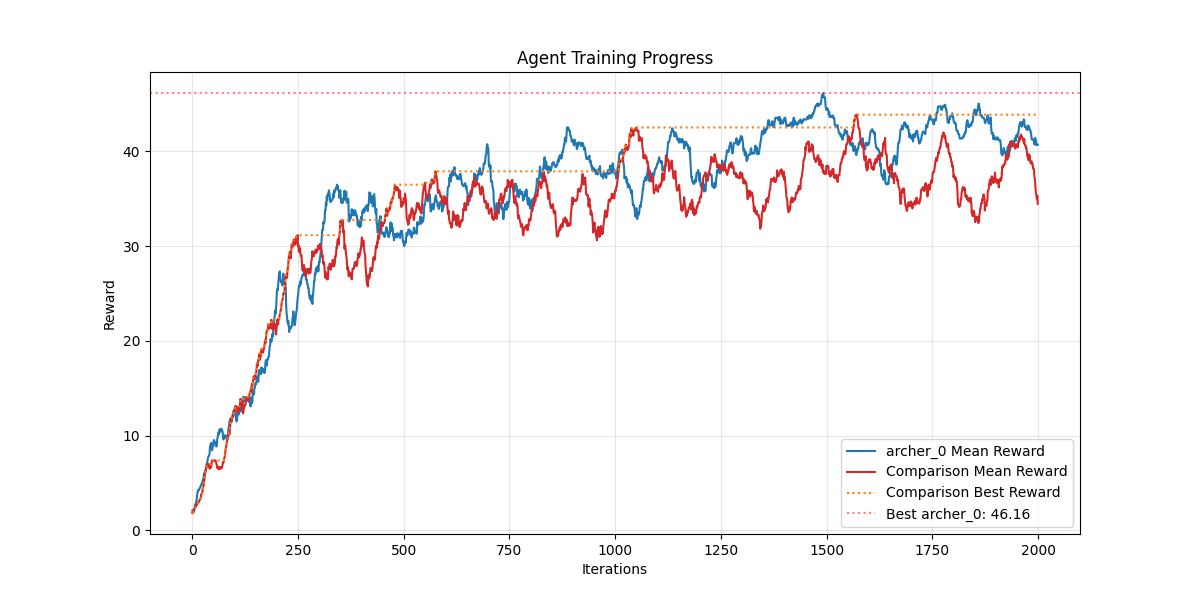 Agent Training Progress
Reward
40
30
20
10
0
0 250 500 750 1000 1250 1500 1750 2000
Iterations
archer_0 Mean Reward
Comparison Mean Reward
Comparison Best Reward
Best archer_0: 46.16